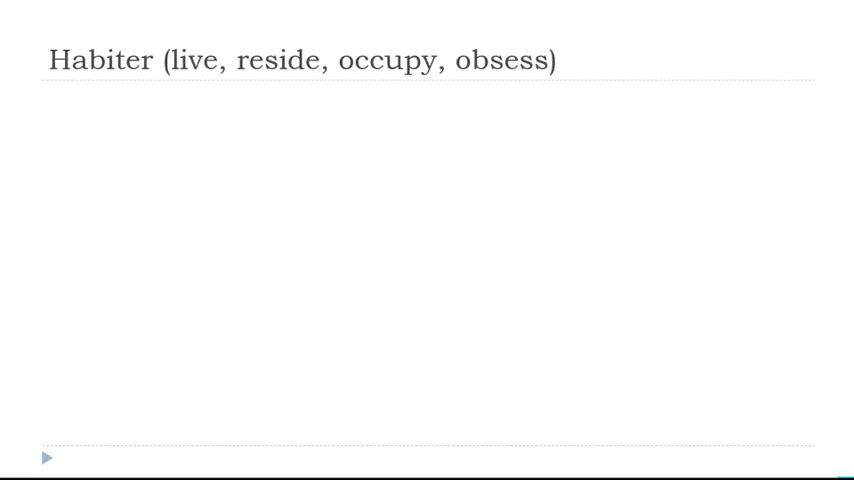 Habiter (live, reside, occupy, obsess)